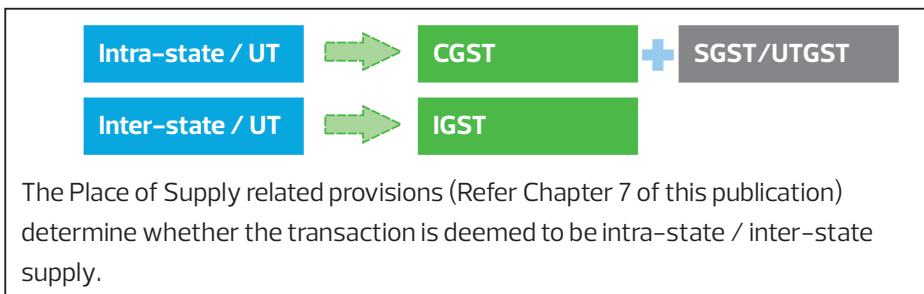 Intra-state / UT CGST + SGST/UTGST
Inter-state / UT IGST
The Place of Supply related provisions (Refer Chapter 7 of this publication)
determine whether the transaction is deemed to be intra-state / inter-state
supply.